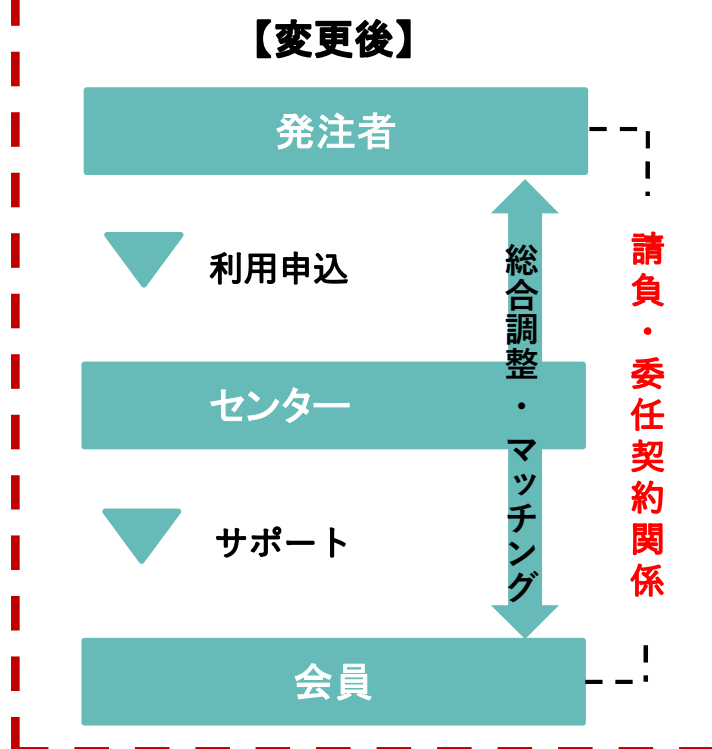 【変更後】
発注者
利用申込
総合調整・マッチング
請負・委任契約関係
センター
サポート
会員